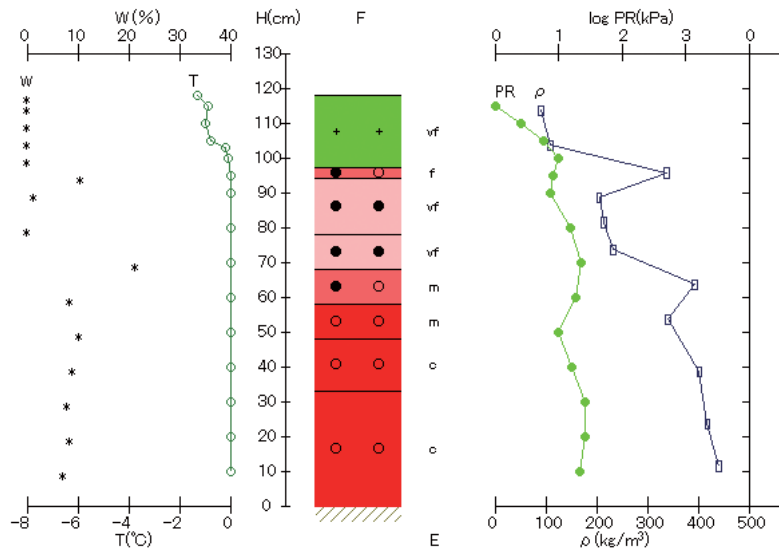 W(%) H(cm) F log PR(kPa)
0 10 20 30 40 0 1 2 3 0
130
W T 120 PR ρ
110 vf
100
f
90
vf
80
70 vf
60 m
50 m
40 c
30
20
c
10
0
-8 -6 -4 -2 0 0 100 200 300 400 500
T(℃) E ρ (kg/m³)